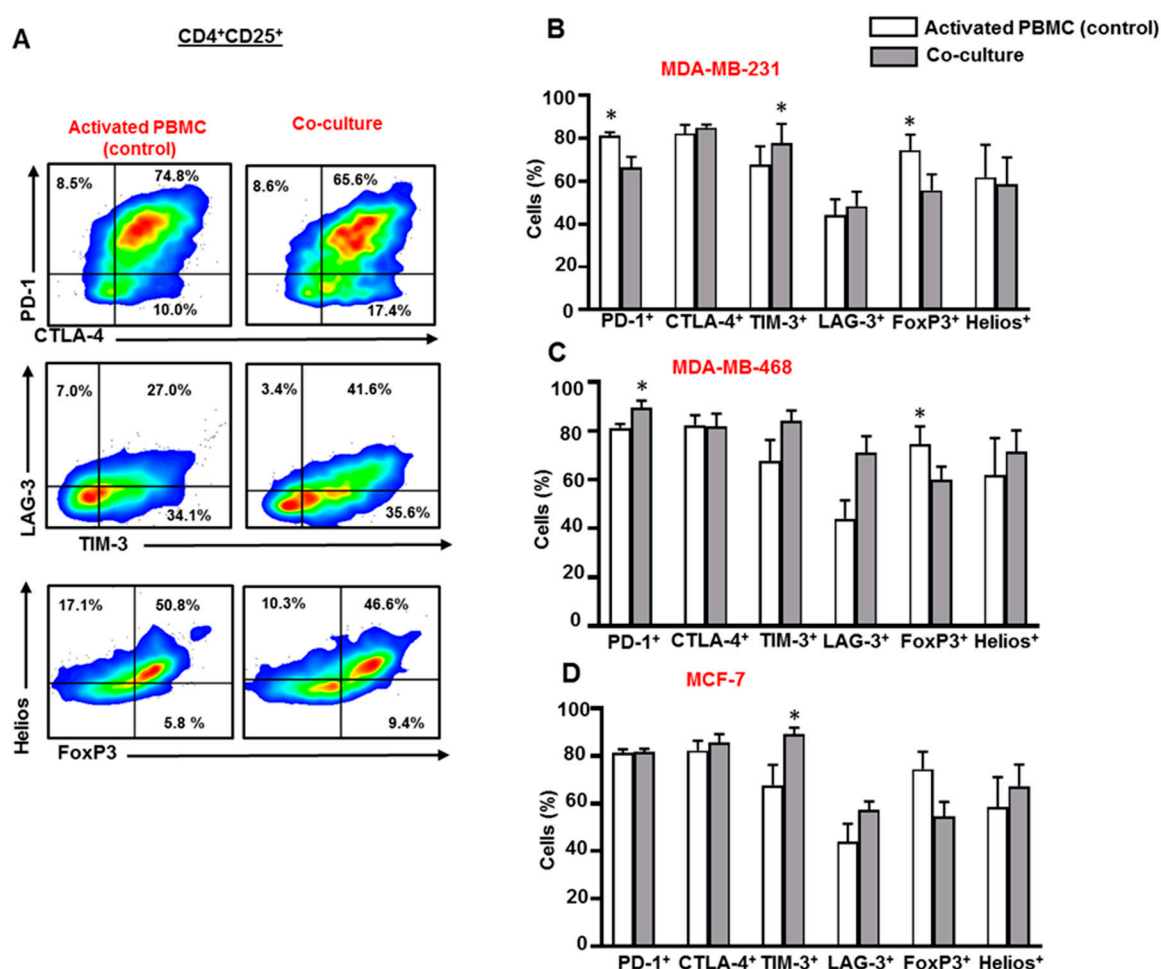 A
CD4⁺CD25⁺
Activated PBMC
(control)
Co-culture
8.5%
74.8%
10.0%
8.6%
65.6%
17.4%
PD-1
CTLA-4
7.0%
27.0%
34.1%
3.4%
41.6%
35.6%
LAG-3
TIM-3
17.1%
50.8%
5.8 %
10.3%
46.6%
9.4%
Helios
FoxP3
Activated PBMC (control)
Co-culture
B
MDA-MB-231
Cells (%)
100
80
60
40
20
0
* * *
PD-1⁺ CTLA-4⁺ TIM-3⁺ LAG-3⁺ FoxP3⁺ Helios⁺
C
MDA-MB-468
Cells (%)
100
80
60
40
20
0
* *
PD-1⁺ CTLA-4⁺ TIM-3⁺ LAG-3⁺ FoxP3⁺ Helios⁺
D
MCF-7
Cells (%)
100
80
60
40
20
0
*
PD-1⁺ CTLA-4⁺ TIM-3⁺ LAG-3⁺ FoxP3⁺ Helios⁺